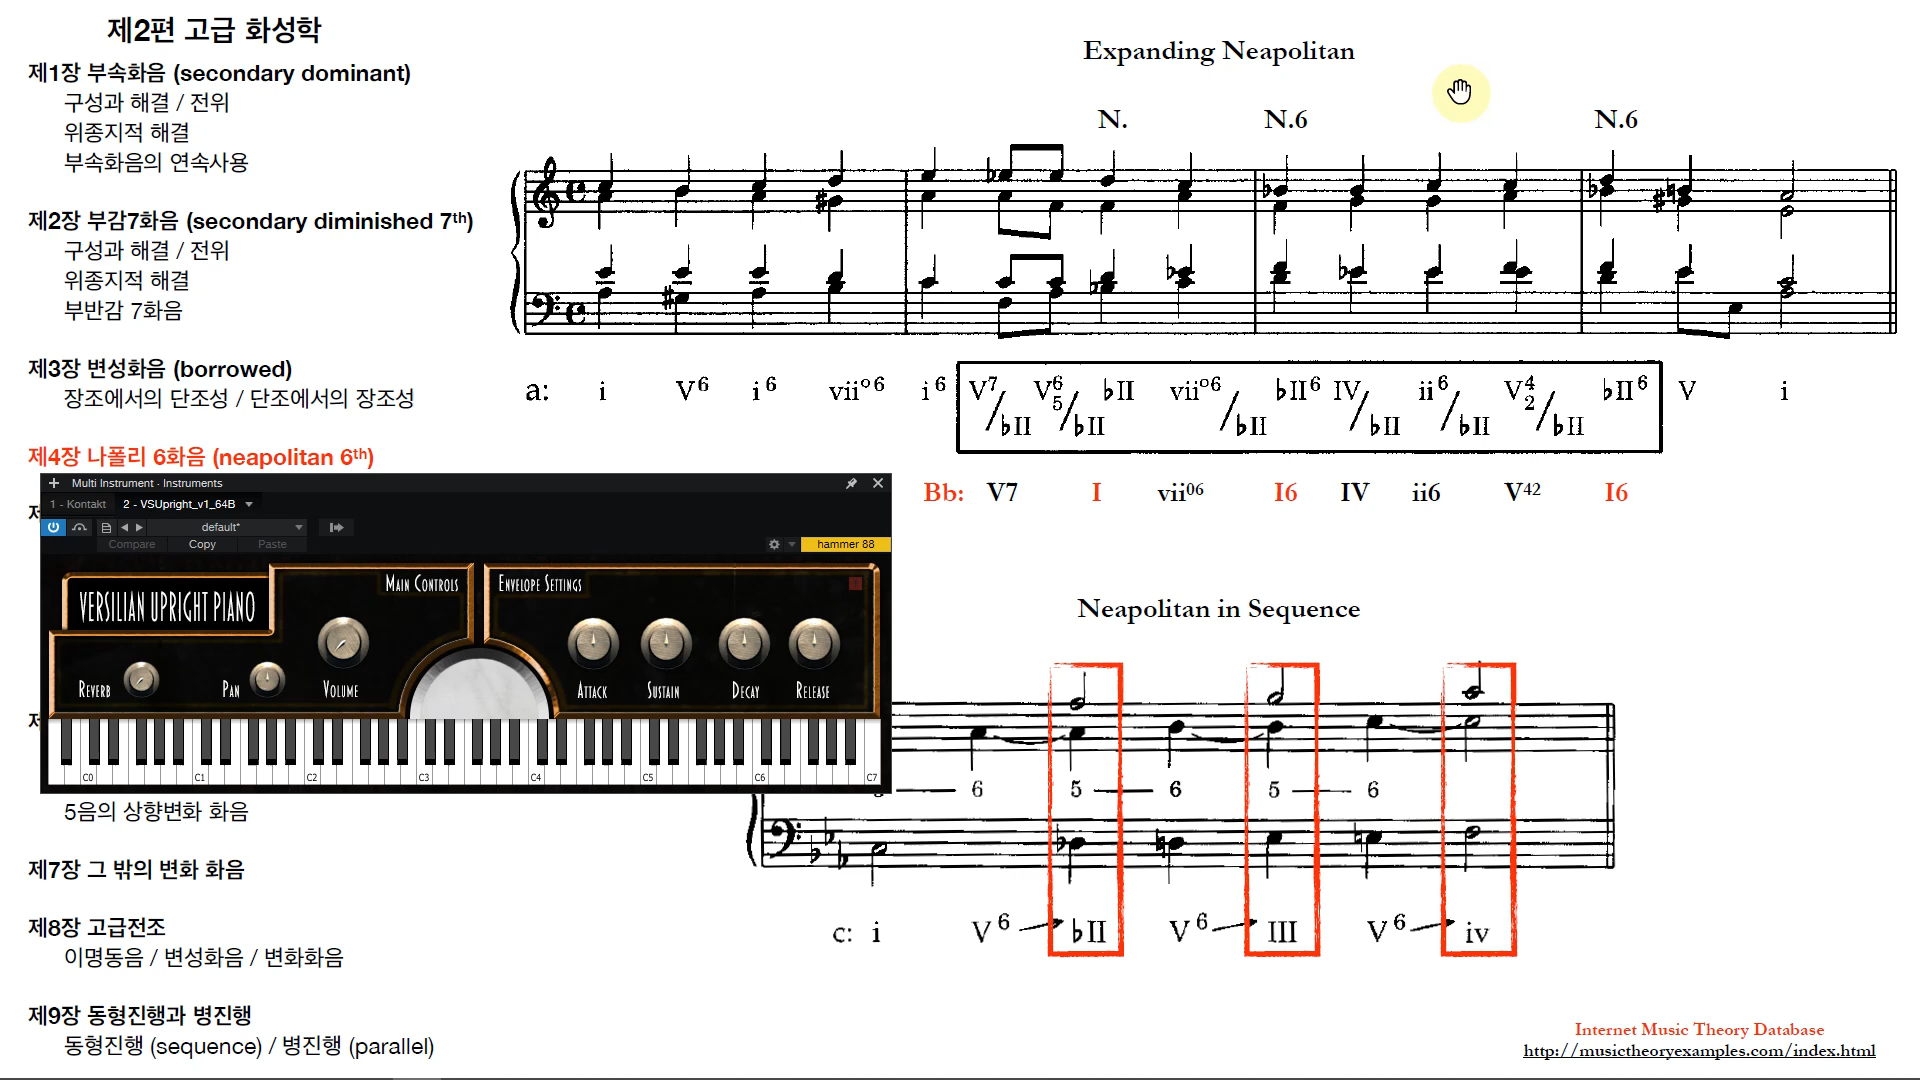 제2편 고급 화성학
제1장 부속화음 (secondary dominant)
구성과 해결 / 전위
위종지적 해결
부속화음의 연속사용
제2장 부감7화음 (secondary diminished 7th)
구성과 해결 / 전위
위종지적 해결
부반감 7화음
제3장 변성화음 (borrowed)
장조에서의 단조성 / 단조에서의 장조성
제4장 나폴리 6화음 (neapolitan 6th)
Multi Instrument - Instruments
1 - Kontakt 2 - VSUpright_v1_64B
default*
Compare Copy Paste
hammer 88
VERSILIAN UPRIGHT PIANO
MAIN CONTROLS
ENVELOPE SETTINGS
REVERB PAN VOLUME ATTACK SUSTAIN DECAY RELEASE
C0 C1 C2 C3 C4 C5 C6 C7
5음의 상향변화 화음
제7장 그 밖의 변화 화음
제8장 고급전조
이명동음 / 변성화음 / 변화화음
제9장 동형진행과 병진행
동형진행 (sequence) / 병진행 (parallel)
Expanding Neapolitan
N. N.6 N.6
a: i V6 i6 viio6 i6 V7/♭II V65/♭II ♭II viio6/♭II ♭II6 IV/♭II ii6/♭II V42/♭II ♭II6 V i
Bb: V7 I viio6 I6 IV ii6 V42 I6
Neapolitan in Sequence
6 5 6 5 6
c: i V6 ♭II V6 III V6 iv
Internet Music Theory Database
http://musictheoryexamples.com/index.html